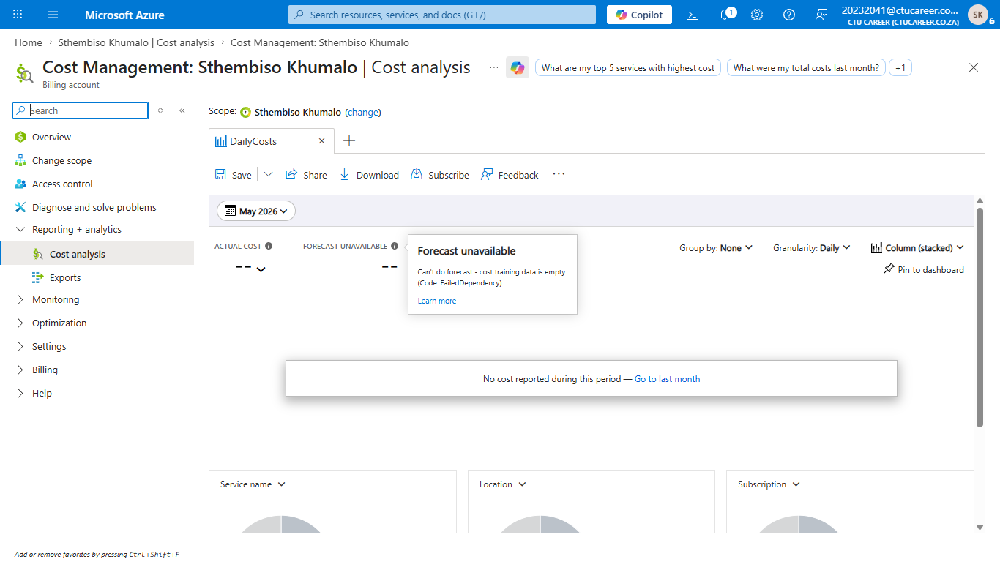 Microsoft Azure
Search resources, services, and docs (G+/)
Copilot
1
20232041@ctucareer.co...
CTU CAREER (CTUCAREER.CO.ZA)
SK
Home > Sthembiso Khumalo | Cost analysis > Cost Management: Sthembiso Khumalo
Cost Management: Sthembiso Khumalo | Cost analysis
...
What are my top 5 services with highest cost
What were my total costs last month?
+1
Billing account
Search
Overview
Change scope
Access control
Diagnose and solve problems
Reporting + analytics
Cost analysis
Exports
Monitoring
Optimization
Settings
Billing
Help
Scope: Sthembiso Khumalo (change)
DailyCosts
Save
Share
Download
Subscribe
Feedback
...
May 2026
ACTUAL COST
--
FORECAST UNAVAILABLE
--
Forecast unavailable
Can't do forecast - cost training data is empty
(Code: FailedDependency)
Learn more
Group by: None
Granularity: Daily
Column (stacked)
Pin to dashboard
No cost reported during this period — Go to last month
Service name
Location
Subscription
Add or remove favorites by pressing Ctrl+Shift+F